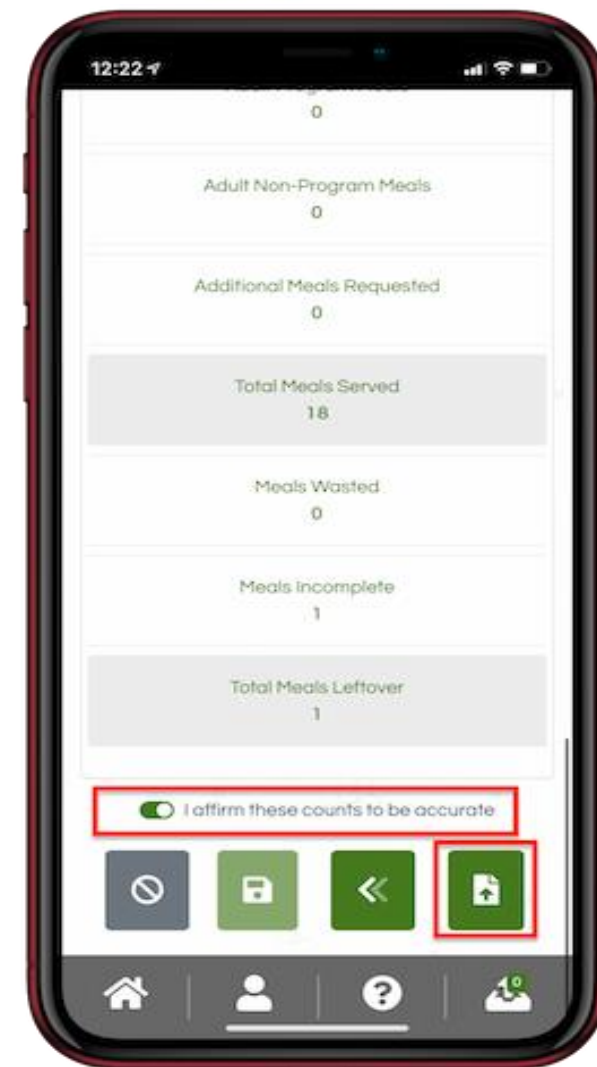 12:22
0
Adult Non-Program Meals
0
Additional Meals Requested
0
Total Meals Served
18
Meals Wasted
0
Meals Incomplete
1
Total Meals Leftover
1
I affirm these counts to be accurate
0